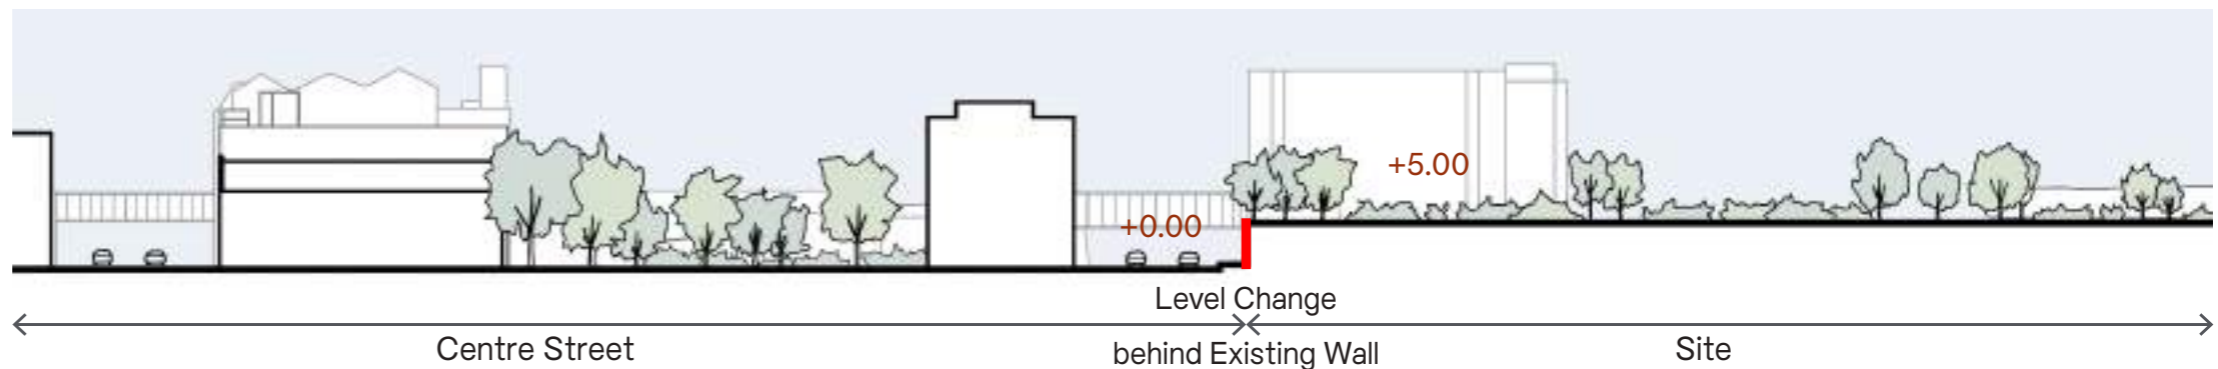 +5.00
+0.00
Level Change
behind Existing Wall
Centre Street
Site